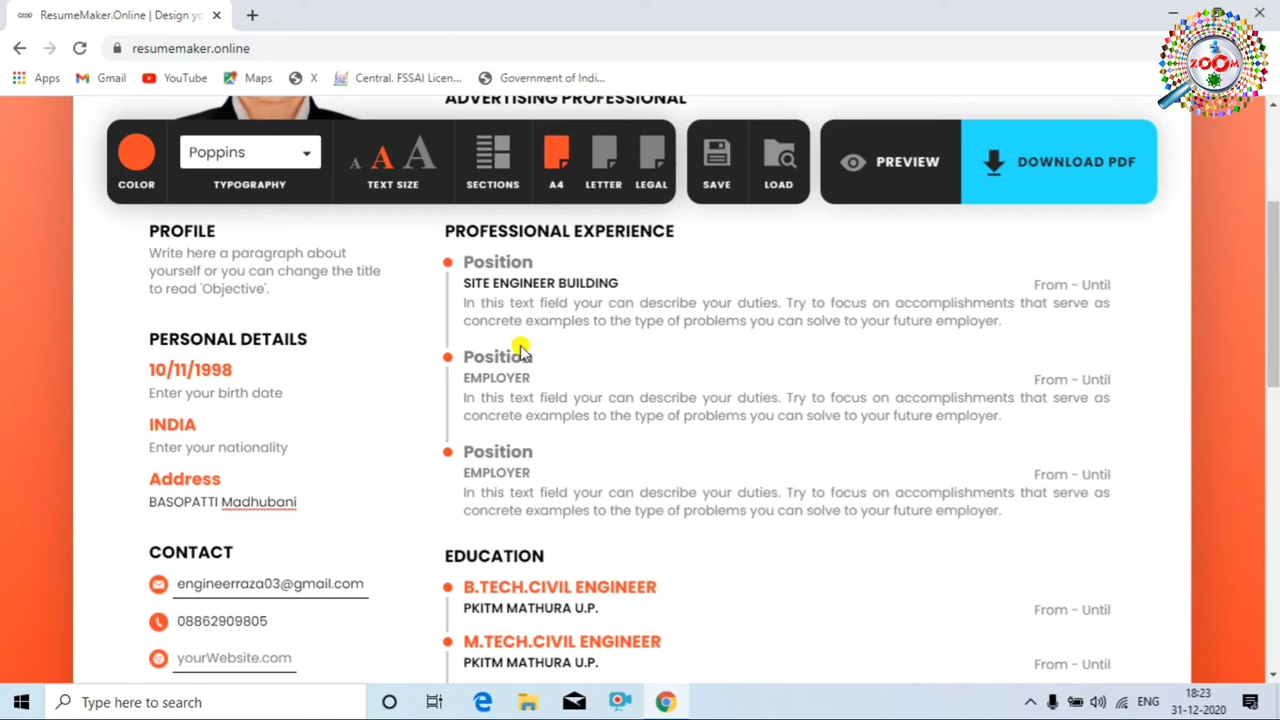 ResumeMaker.Online | Design yo
resumemaker.online
Apps
Gmail
YouTube
Maps
X
Central. FSSAI Licen...
Government of Indi...
ZOOM
ADVERTISING PROFESSIONAL
COLOR
Poppins
TYPOGRAPHY
A A A
TEXT SIZE
SECTIONS
A4
LETTER
LEGAL
SAVE
LOAD
PREVIEW
DOWNLOAD PDF
PROFILE
Write here a paragraph about
yourself or you can change the title
to read 'Objective'.
PERSONAL DETAILS
10/11/1998
Enter your birth date
INDIA
Enter your nationality
Address
BASOPATTI Madhubani
CONTACT
engineerraza03@gmail.com
08862909805
yourWebsite.com
PROFESSIONAL EXPERIENCE
Position
SITE ENGINEER BUILDING
From - Until
In this text field your can describe your duties. Try to focus on accomplishments that serve as
concrete examples to the type of problems you can solve to your future employer.
Position
EMPLOYER
From - Until
In this text field your can describe your duties. Try to focus on accomplishments that serve as
concrete examples to the type of problems you can solve to your future employer.
Position
EMPLOYER
From - Until
In this text field your can describe your duties. Try to focus on accomplishments that serve as
concrete examples to the type of problems you can solve to your future employer.
EDUCATION
B.TECH.CIVIL ENGINEER
PKITM MATHURA U.P.
From - Until
M.TECH.CIVIL ENGINEER
PKITM MATHURA U.P.
From - Until
Type here to search
ENG
18:23
31-12-2020